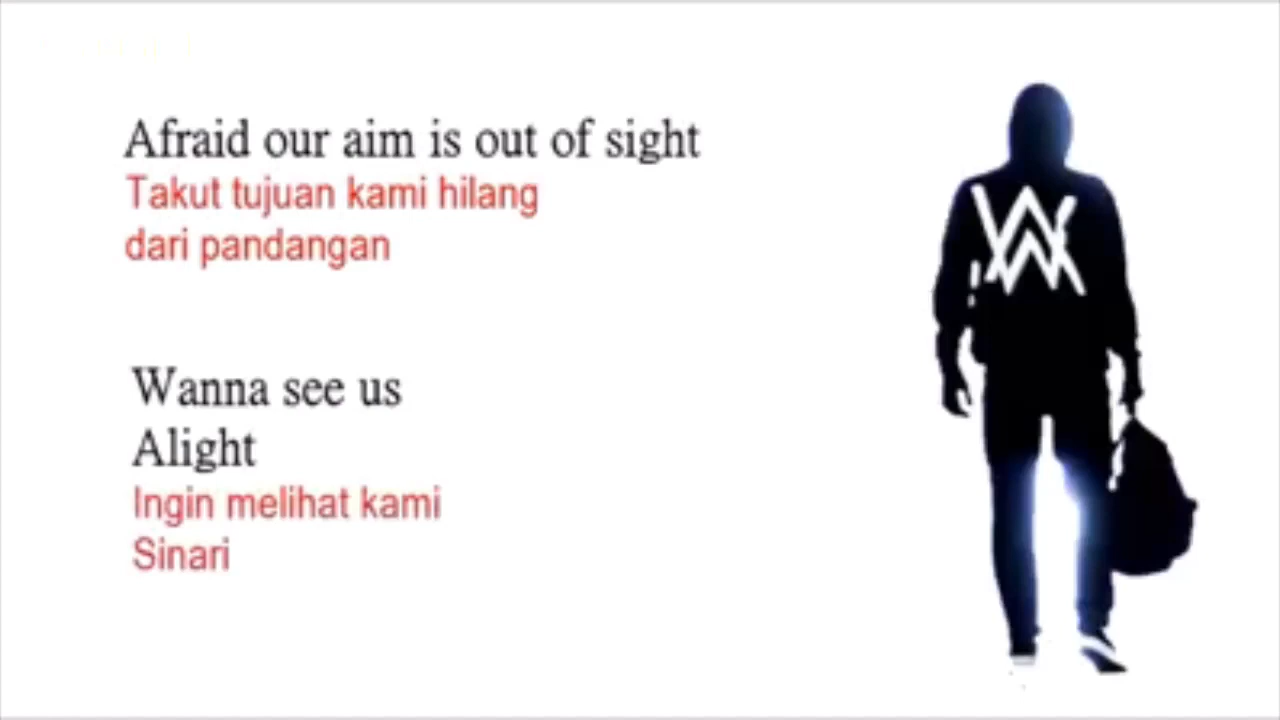 Afraid our aim is out of sight
Takut tujuan kami hilang
dari pandangan
Wanna see us
Alight
Ingin melihat kami
Sinari